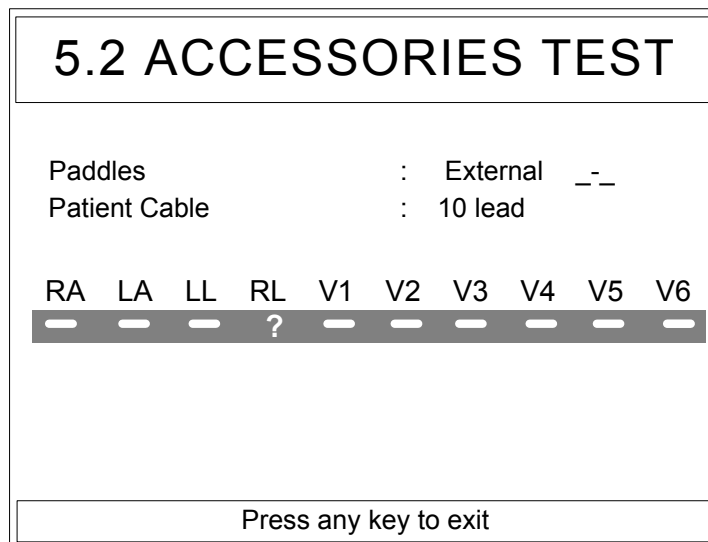 5.2 ACCESSORIES TEST
Paddles : External _-_
Patient Cable : 10 lead
RA LA LL RL V1 V2 V3 V4 V5 V6
– – – ? – – – – – –
Press any key to exit